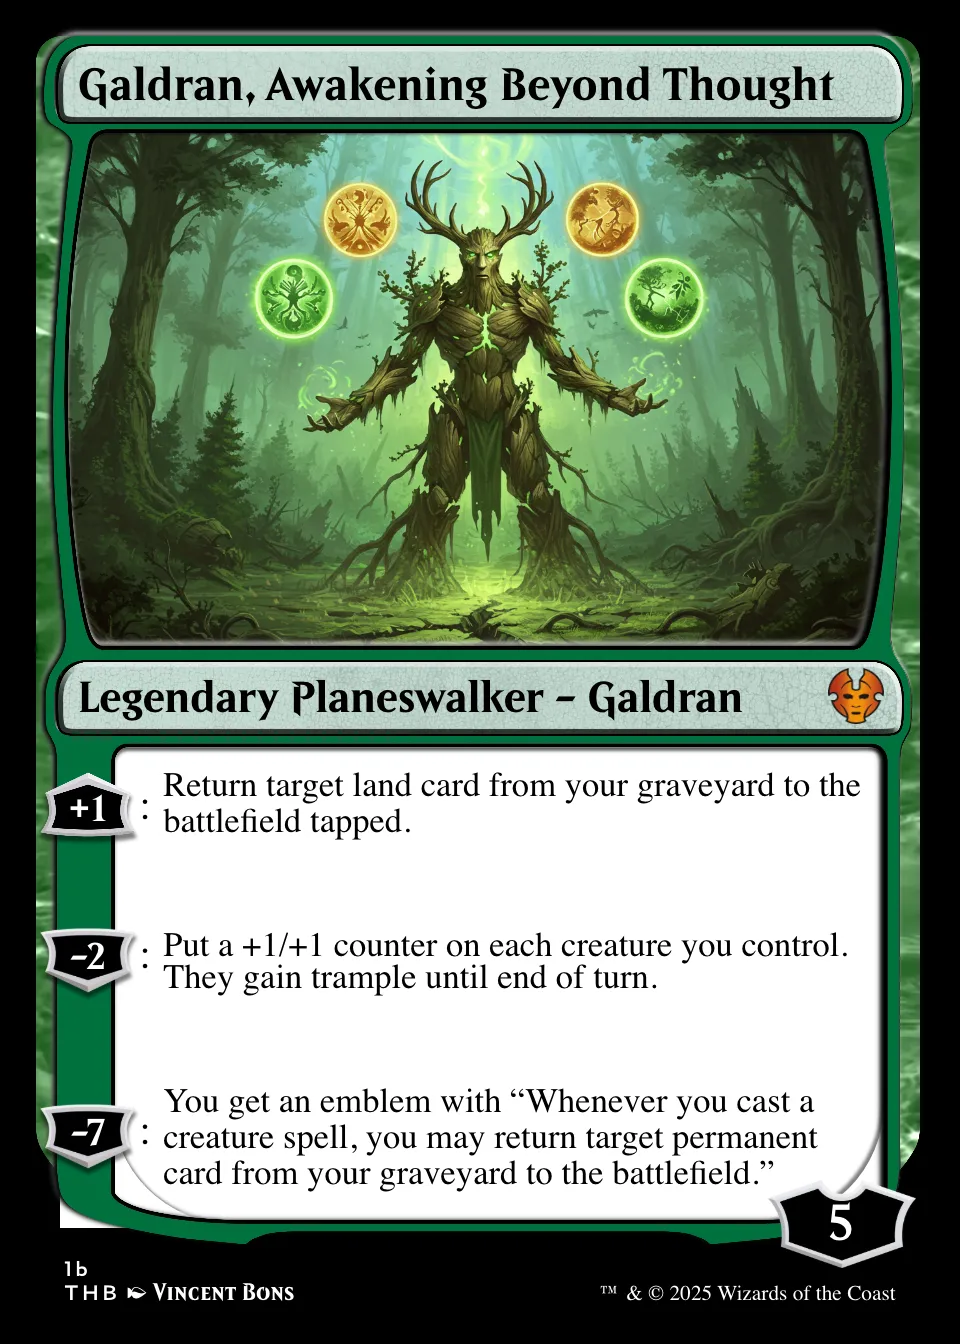 Galdran, Awakening Beyond Thought
Legendary Planeswalker – Galdran
+1 : Return target land card from your graveyard to the
battlefield tapped.
−2 : Put a +1/+1 counter on each creature you control.
They gain trample until end of turn.
You get an emblem with “Whenever you cast a
−7 : creature spell, you may return target permanent
card from your graveyard to the battlefield.”
5
1b
THB Vincent Bons
™ & © 2025 Wizards of the Coast